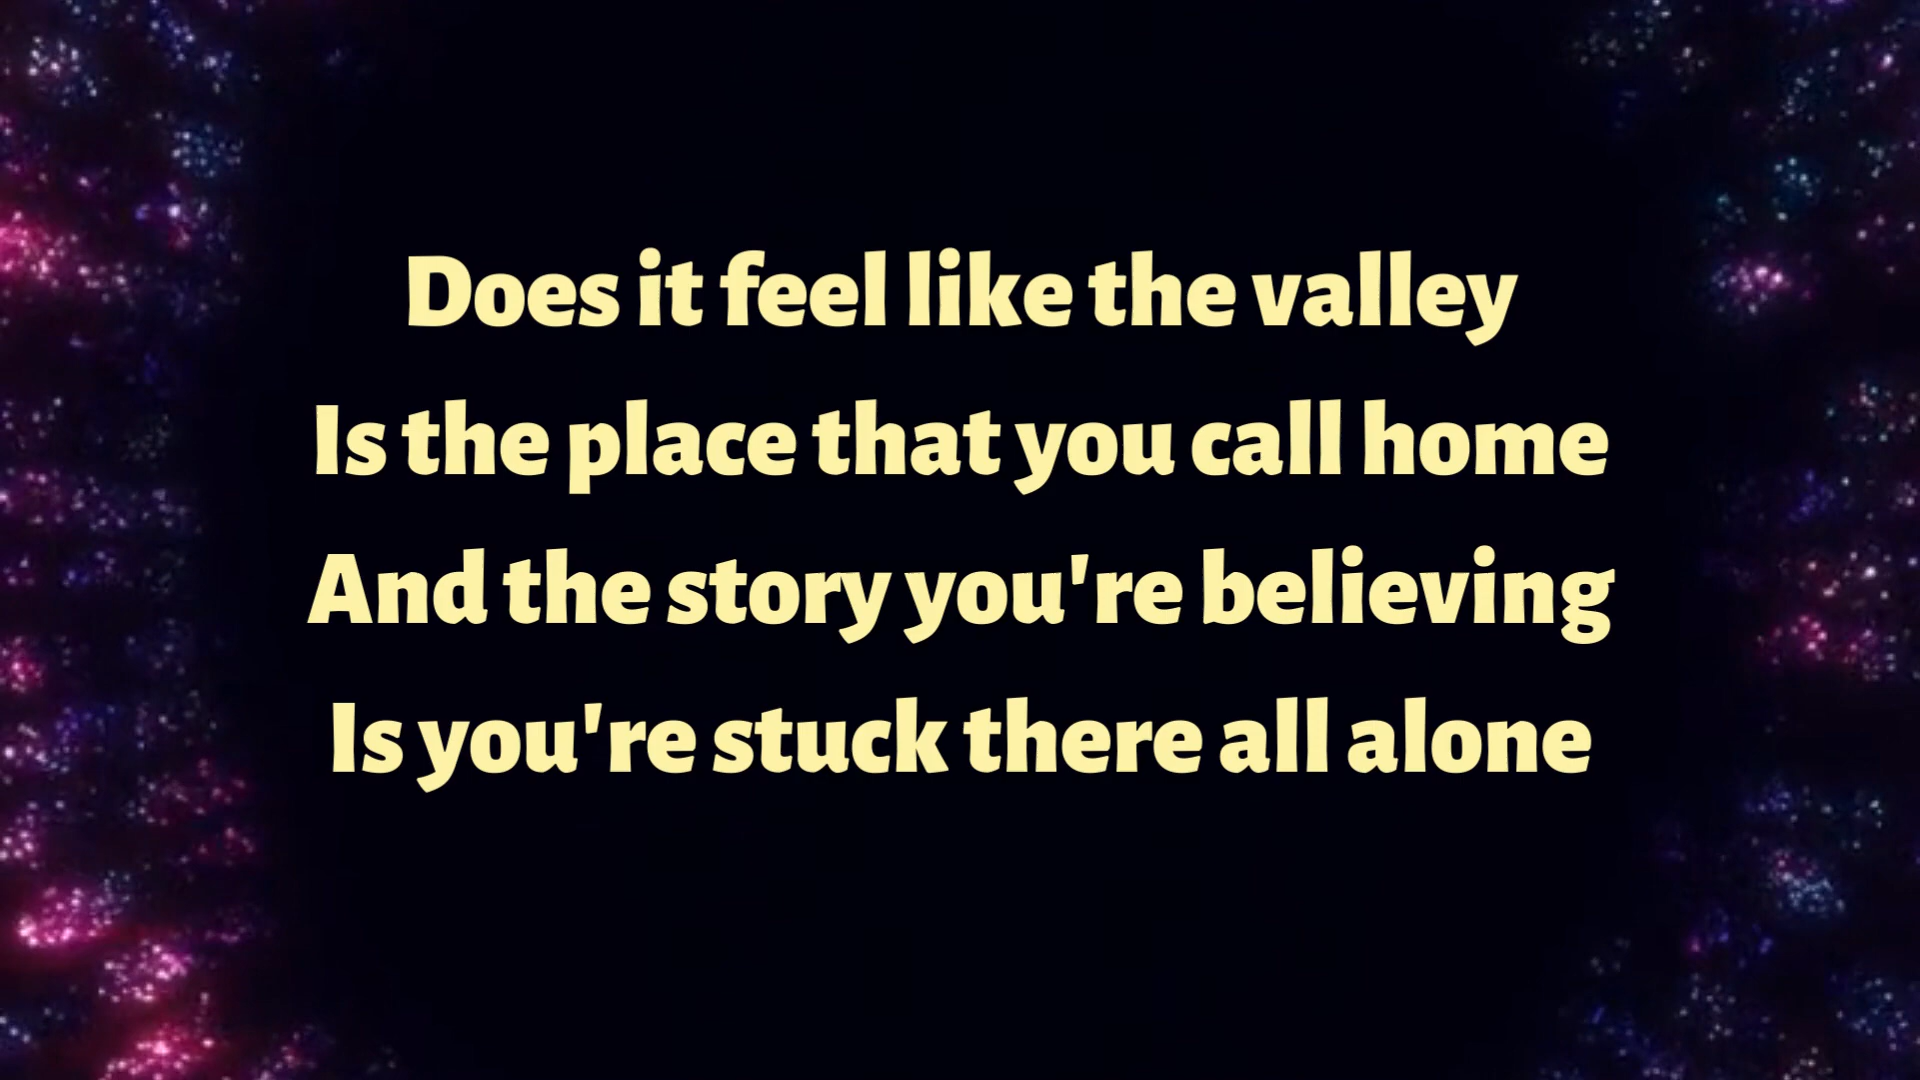 Does it feel like the valley
Is the place that you call home
And the story you're believing
Is you're stuck there all alone